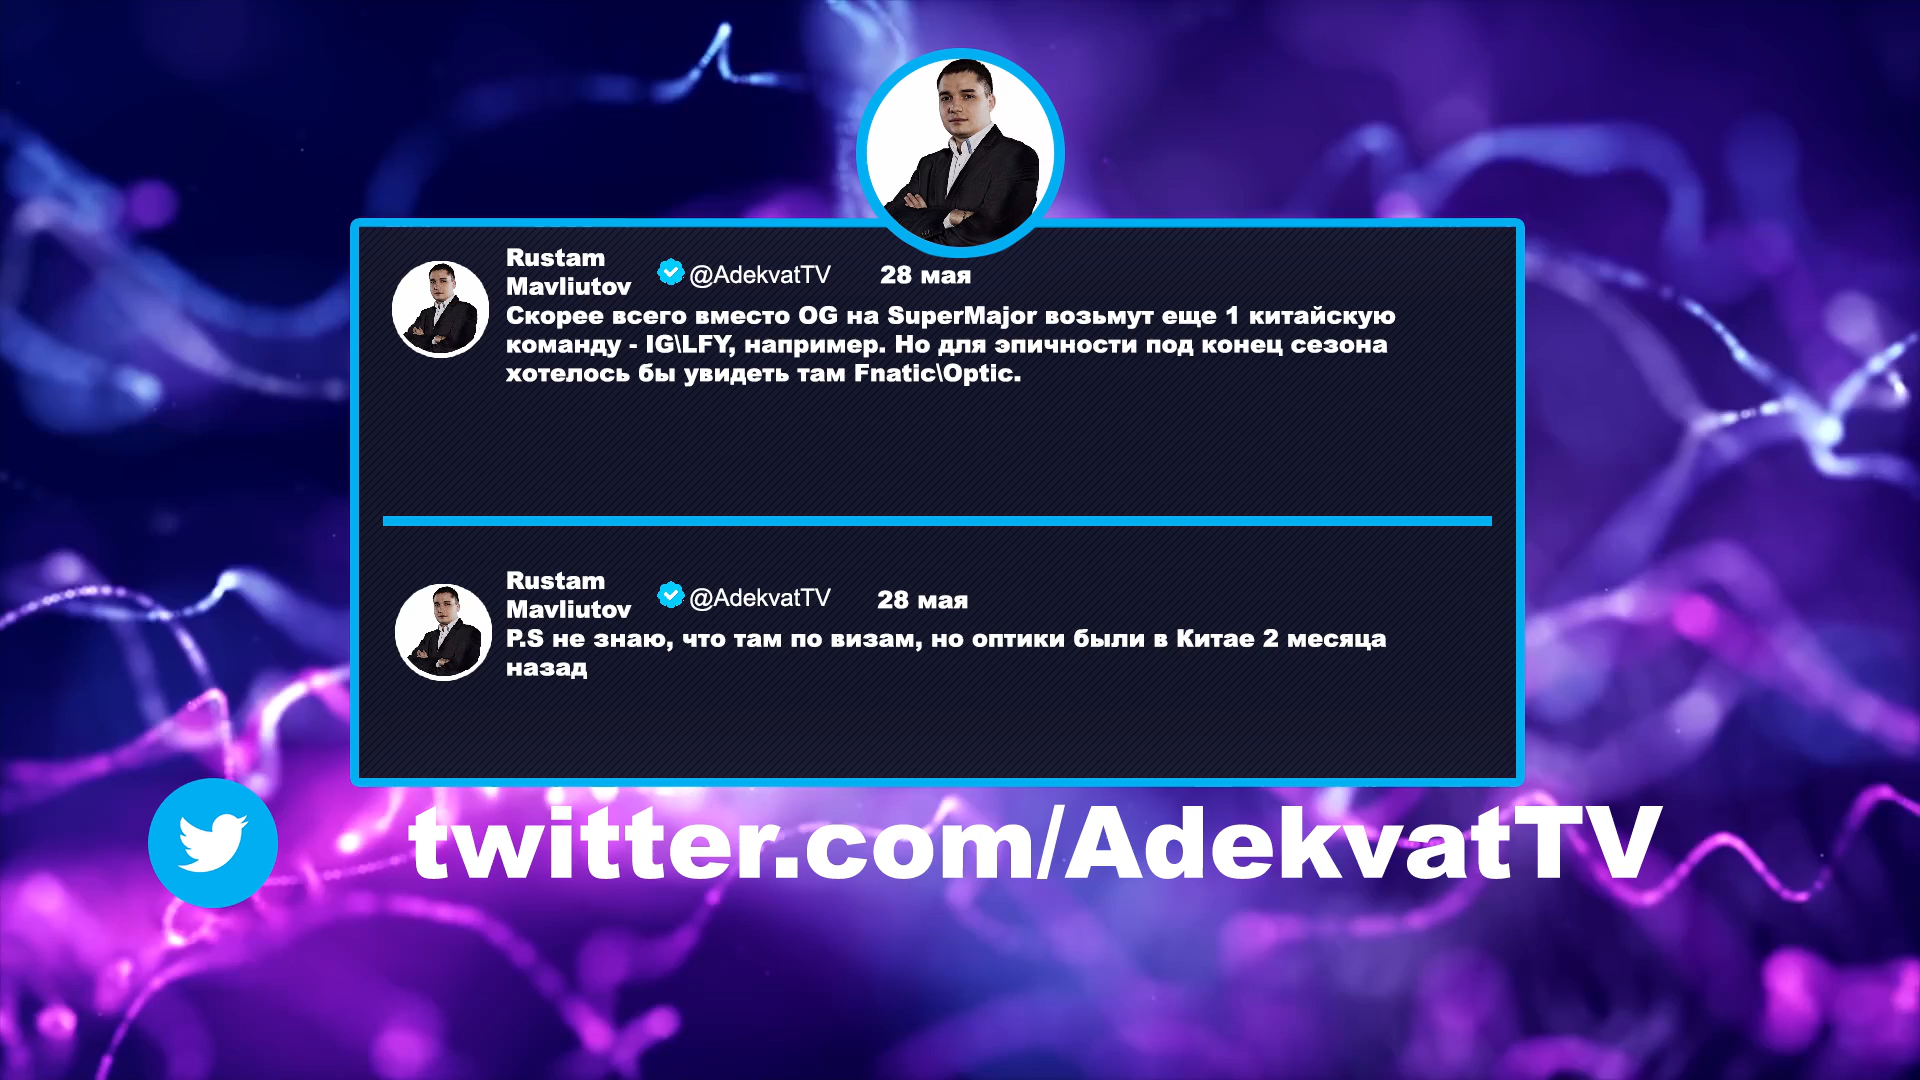 Rustam
Mavliutov @AdekvatTV 28 мая
Скорее всего вместо OG на SuperMajor возьмут еще 1 китайскую
команду - IG\LFY, например. Но для эпичности под конец сезона
хотелось бы увидеть там Fnatic\Optic.
Rustam
Mavliutov @AdekvatTV 28 мая
P.S не знаю, что там по визам, но оптики были в Китае 2 месяца
назад
twitter.com/AdekvatTV